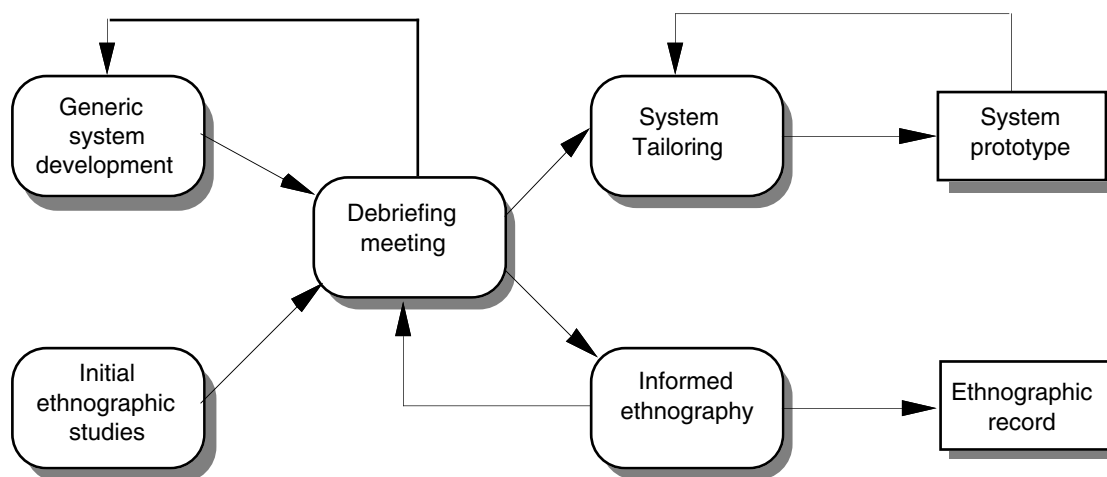 Generic
system
development
Debriefing
meeting
System
Tailoring
System
prototype
Initial
ethnographic
studies
Informed
ethnography
Ethnographic
record